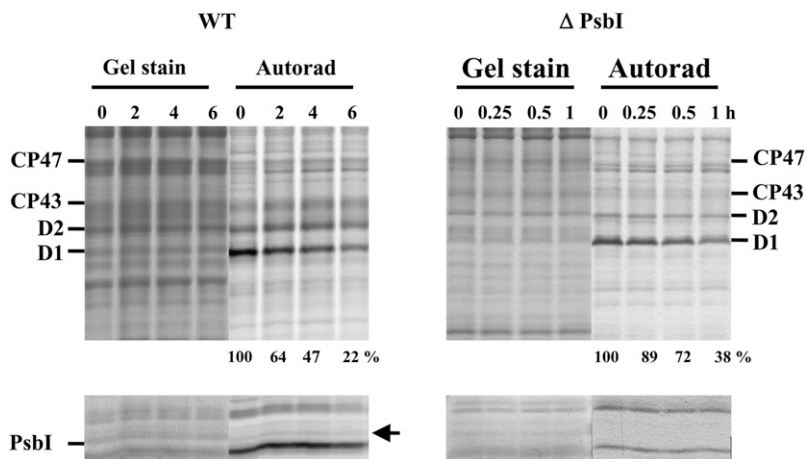 WT
Δ PsbI
Gel stain Autorad
Gel stain Autorad
0 2 4 6 0 2 4 6
0 0.25 0.5 1 0 0.25 0.5 1 h
CP47
CP43
D2
D1
CP47
CP43
D2
D1
100 64 47 22 %
100 89 72 38 %
PsbI